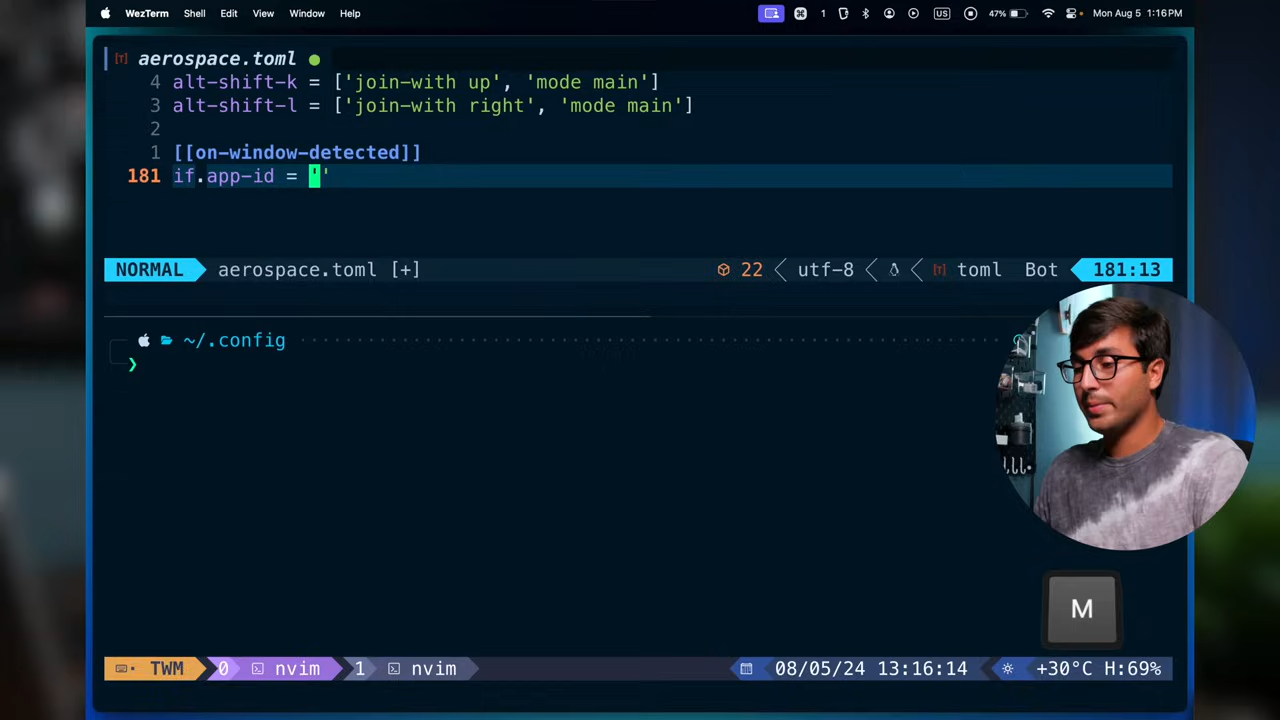 WezTerm Shell Edit View Window Help 1 US 47% Mon Aug 5 1:16 PM
aerospace.toml
4 alt-shift-k = ['join-with up', 'mode main']
3 alt-shift-l = ['join-with right', 'mode main']
2
1 [[on-window-detected]]
181 if.app-id = ''
NORMAL aerospace.toml [+] 22 utf-8 toml Bot 181:13
~/.config
❯
M
TWM 0 nvim 1 nvim 08/05/24 13:16:14 +30°C H:69%